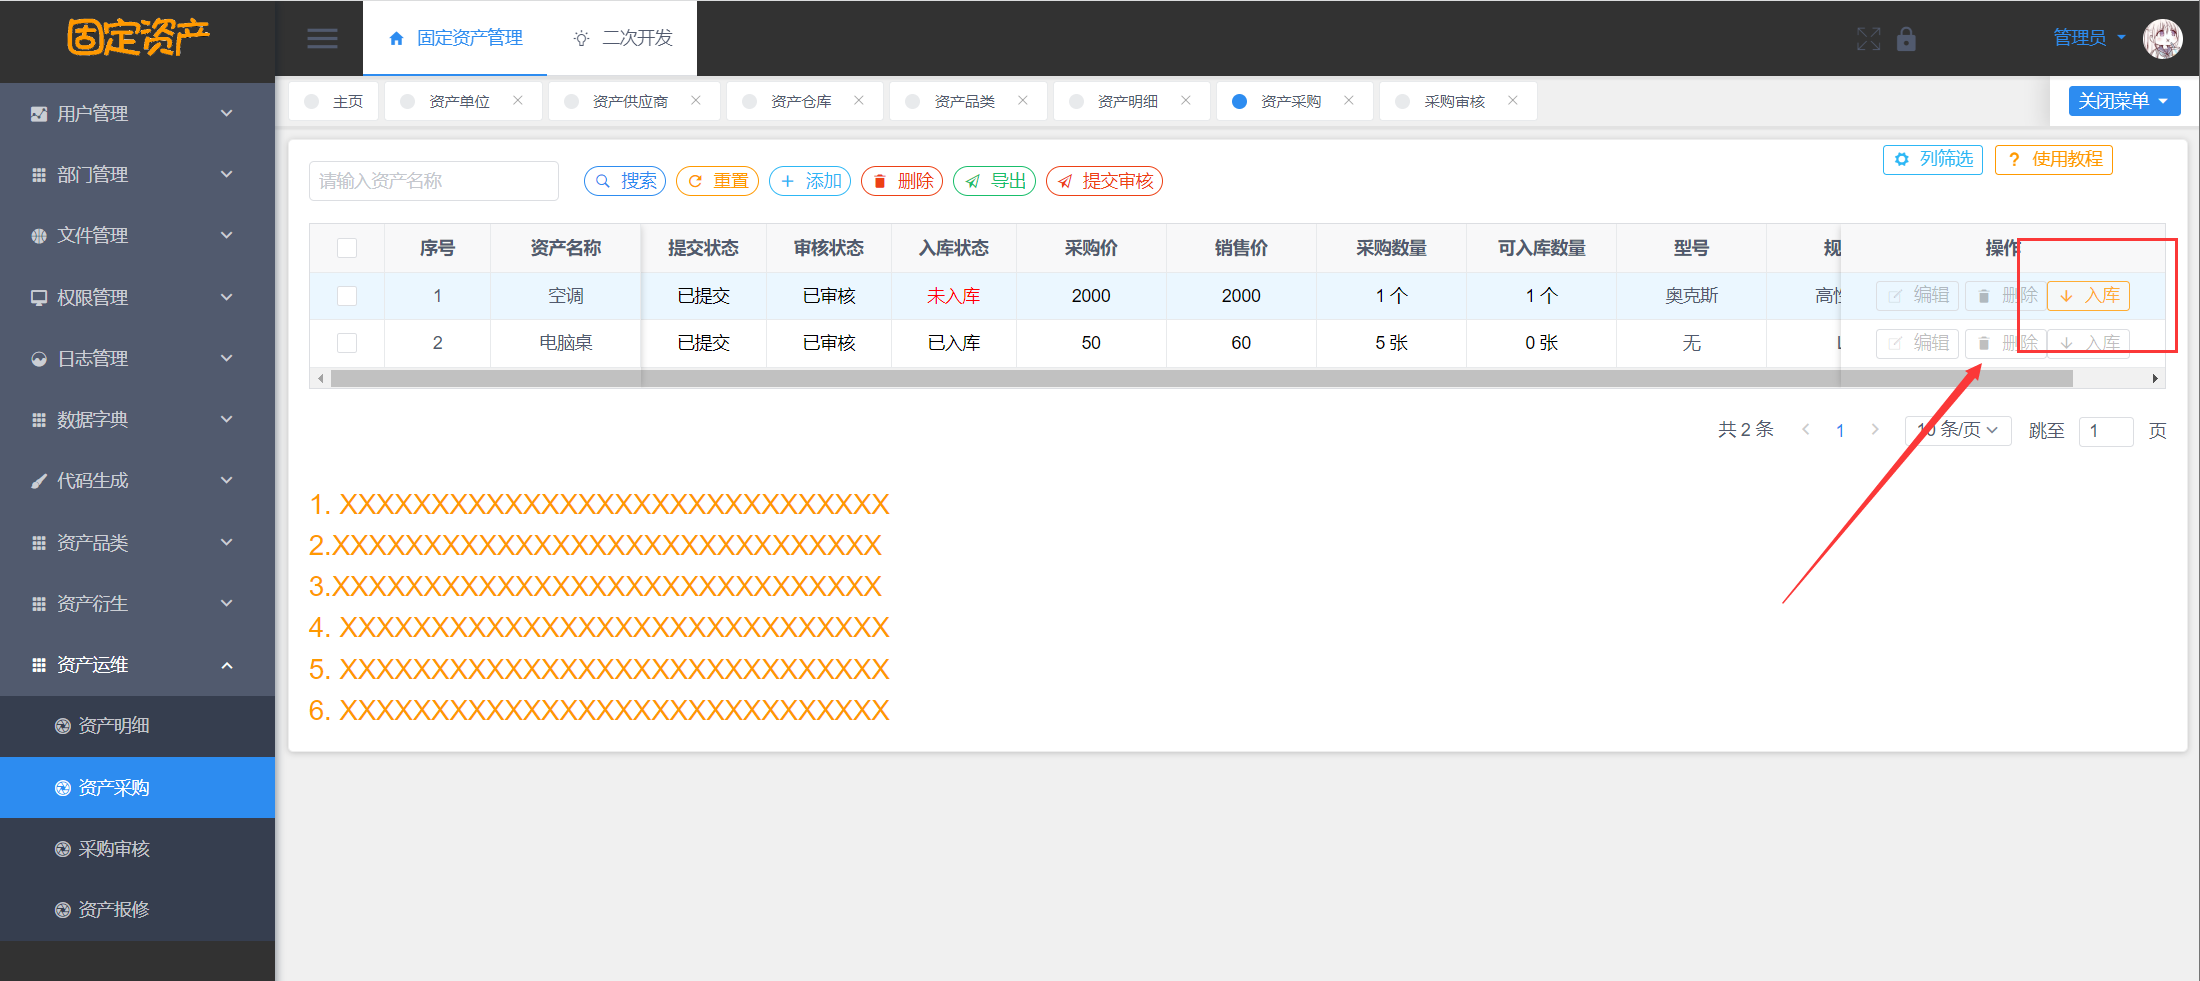 固定资产
固定资产管理 二次开发 管理员
主页 资产单位 资产供应商 资产仓库 资产品类 资产明细 资产采购 采购审核 关闭菜单
用户管理
部门管理
文件管理
权限管理
日志管理
数据字典
代码生成
资产品类
资产衍生
资产运维
资产明细
资产采购
采购审核
资产报修
请输入资产名称 搜索 重置 添加 删除 导出 提交审核 列筛选 使用教程
序号 资产名称 提交状态 审核状态 入库状态 采购价 销售价 采购数量 可入库数量 型号 规 操作
1 空调 已提交 已审核 未入库 2000 2000 1 个 1 个 奥克斯 高性 编辑 删除 入库
2 电脑桌 已提交 已审核 已入库 50 60 5 张 0 张 无 编辑 删除 入库
共 2 条 1 10 条/页 跳至 1 页
1. XXXXXXXXXXXXXXXXXXXXXXXXXXXXXX
2.XXXXXXXXXXXXXXXXXXXXXXXXXXXXXX
3.XXXXXXXXXXXXXXXXXXXXXXXXXXXXXX
4. XXXXXXXXXXXXXXXXXXXXXXXXXXXXXX
5. XXXXXXXXXXXXXXXXXXXXXXXXXXXXXX
6. XXXXXXXXXXXXXXXXXXXXXXXXXXXXXX